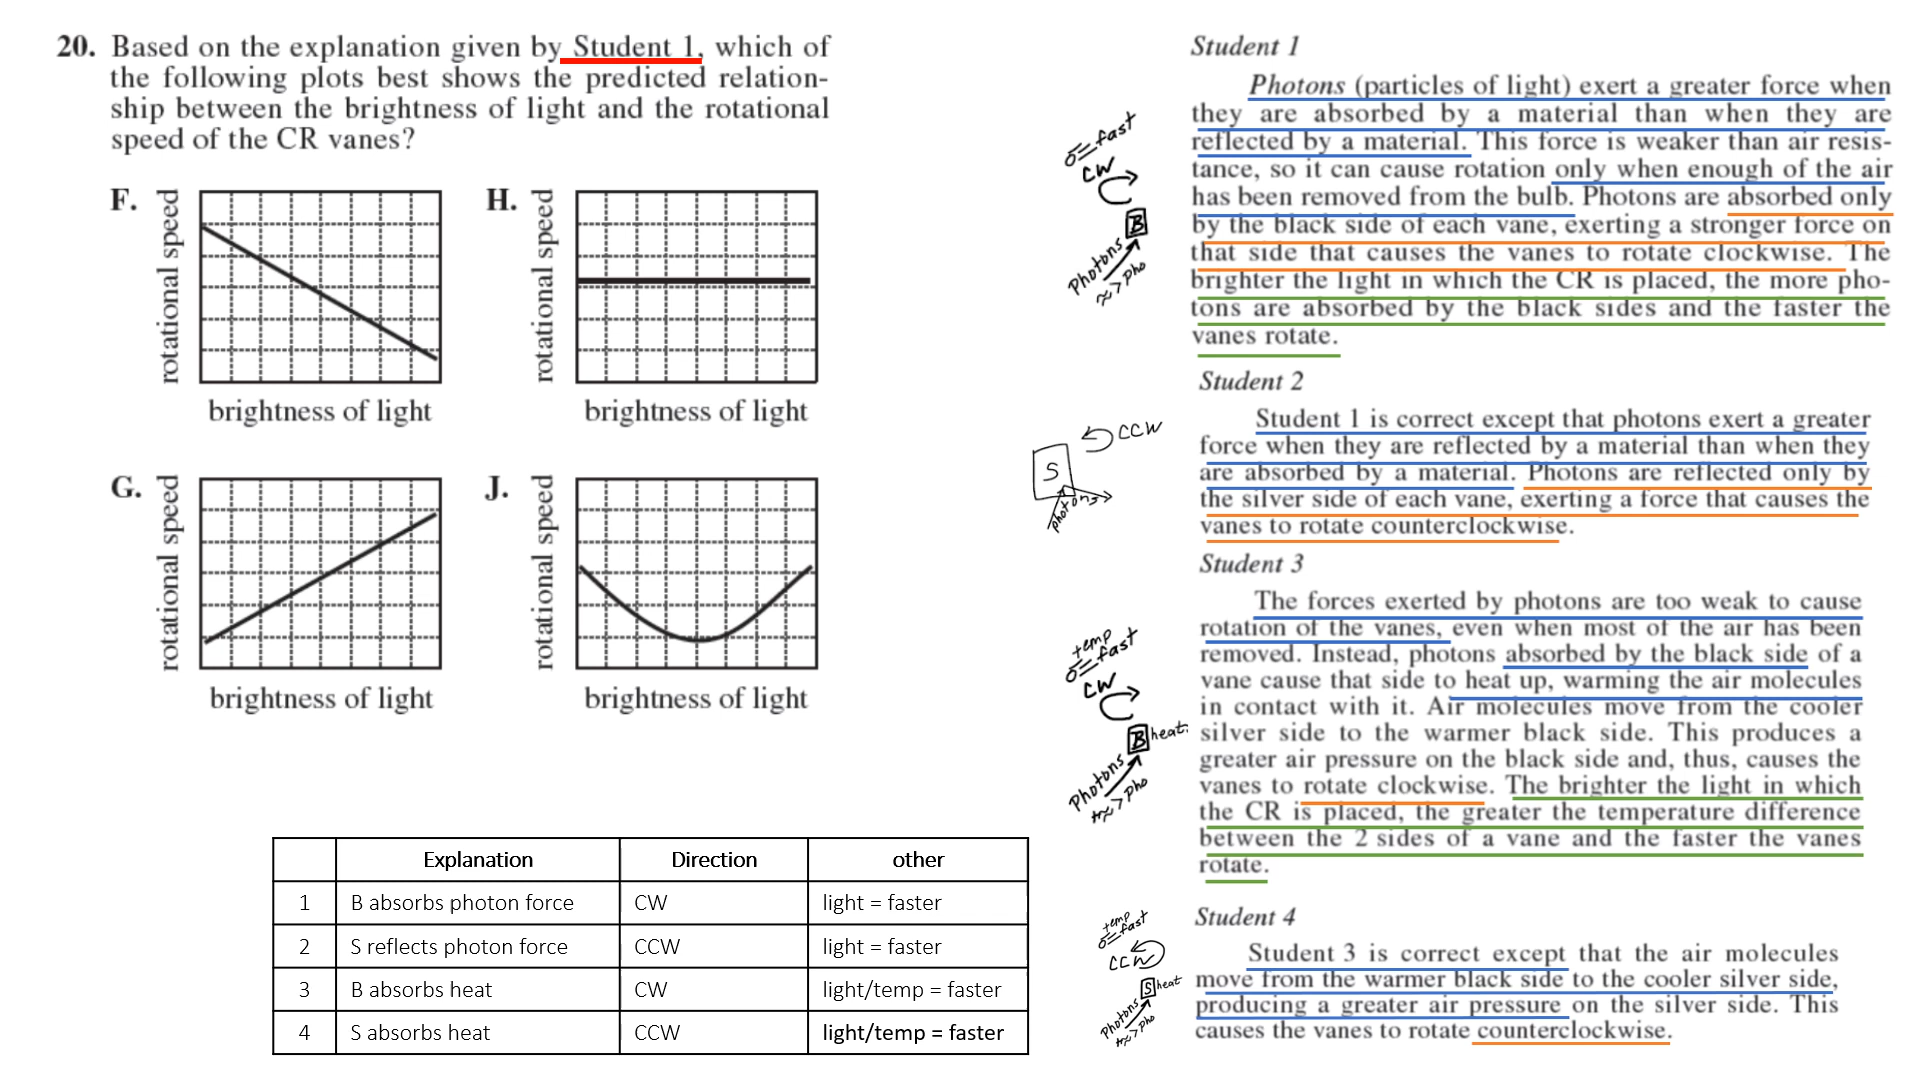 20. Based on the explanation given by Student 1, which of
the following plots best shows the predicted relation-
ship between the brightness of light and the rotational
speed of the CR vanes?
F.
rotational speed
brightness of light
H.
rotational speed
brightness of light
G.
rotational speed
brightness of light
J.
rotational speed
brightness of light
Explanation Direction other
1 B absorbs photon force CW light = faster
2 S reflects photon force CCW light = faster
3 B absorbs heat CW light/temp = faster
4 S absorbs heat CCW light/temp = faster
fast
CW
B
Photons
> Pho
CCW
S
photons
temp
fast
CW
B heat
Photons
> Pho
temp
fast
CCW
S heat
Photons
> Pho
Student 1
Photons (particles of light) exert a greater force when
they are absorbed by a material than when they are
reflected by a material. This force is weaker than air resis-
tance, so it can cause rotation only when enough of the air
has been removed from the bulb. Photons are absorbed only
by the black side of each vane, exerting a stronger force on
that side that causes the vanes to rotate clockwise. The
brighter the light in which the CR is placed, the more pho-
tons are absorbed by the black sides and the faster the
vanes rotate.
Student 2
Student 1 is correct except that photons exert a greater
force when they are reflected by a material than when they
are absorbed by a material. Photons are reflected only by
the silver side of each vane, exerting a force that causes the
vanes to rotate counterclockwise.
Student 3
The forces exerted by photons are too weak to cause
rotation of the vanes, even when most of the air has been
removed. Instead, photons absorbed by the black side of a
vane cause that side to heat up, warming the air molecules
in contact with it. Air molecules move from the cooler
silver side to the warmer black side. This produces a
greater air pressure on the black side and, thus, causes the
vanes to rotate clockwise. The brighter the light in which
the CR is placed, the greater the temperature difference
between the 2 sides of a vane and the faster the vanes
rotate.
Student 4
Student 3 is correct except that the air molecules
move from the warmer black side to the cooler silver side,
producing a greater air pressure on the silver side. This
causes the vanes to rotate counterclockwise.